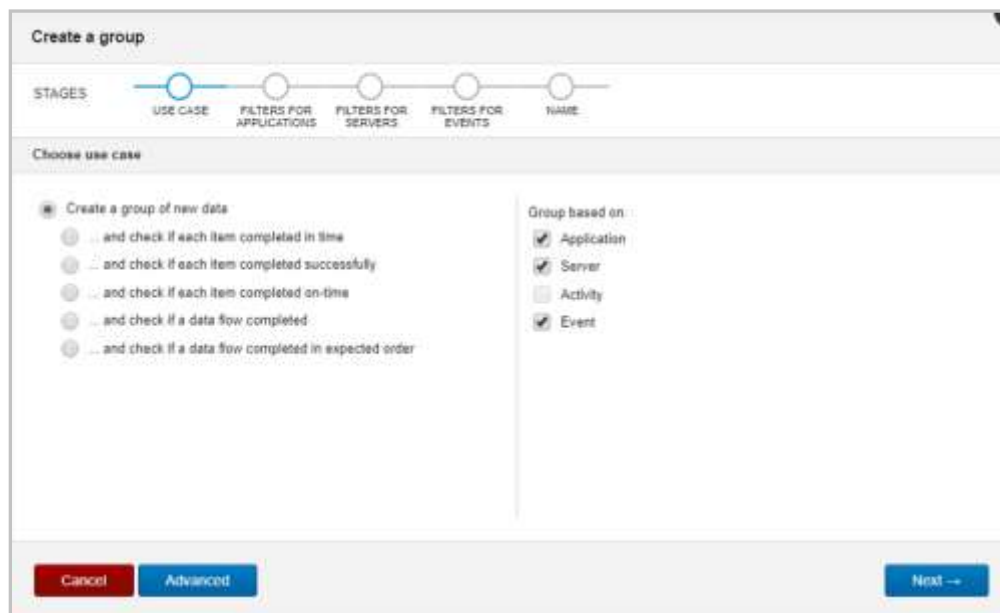 Create a group
STAGES
USE CASE
FILTERS FOR
APPLICATIONS
FILTERS FOR
SERVERS
FILTERS FOR
EVENTS
NAME
Choose use case
Create a group of new data
... and check if each item completed in time
... and check if each item completed successfully
... and check if each item completed on-time
... and check if a data flow completed
... and check if a data flow completed in expected order
Group based on
Application
Server
Activity
Event
Cancel
Advanced
Next →